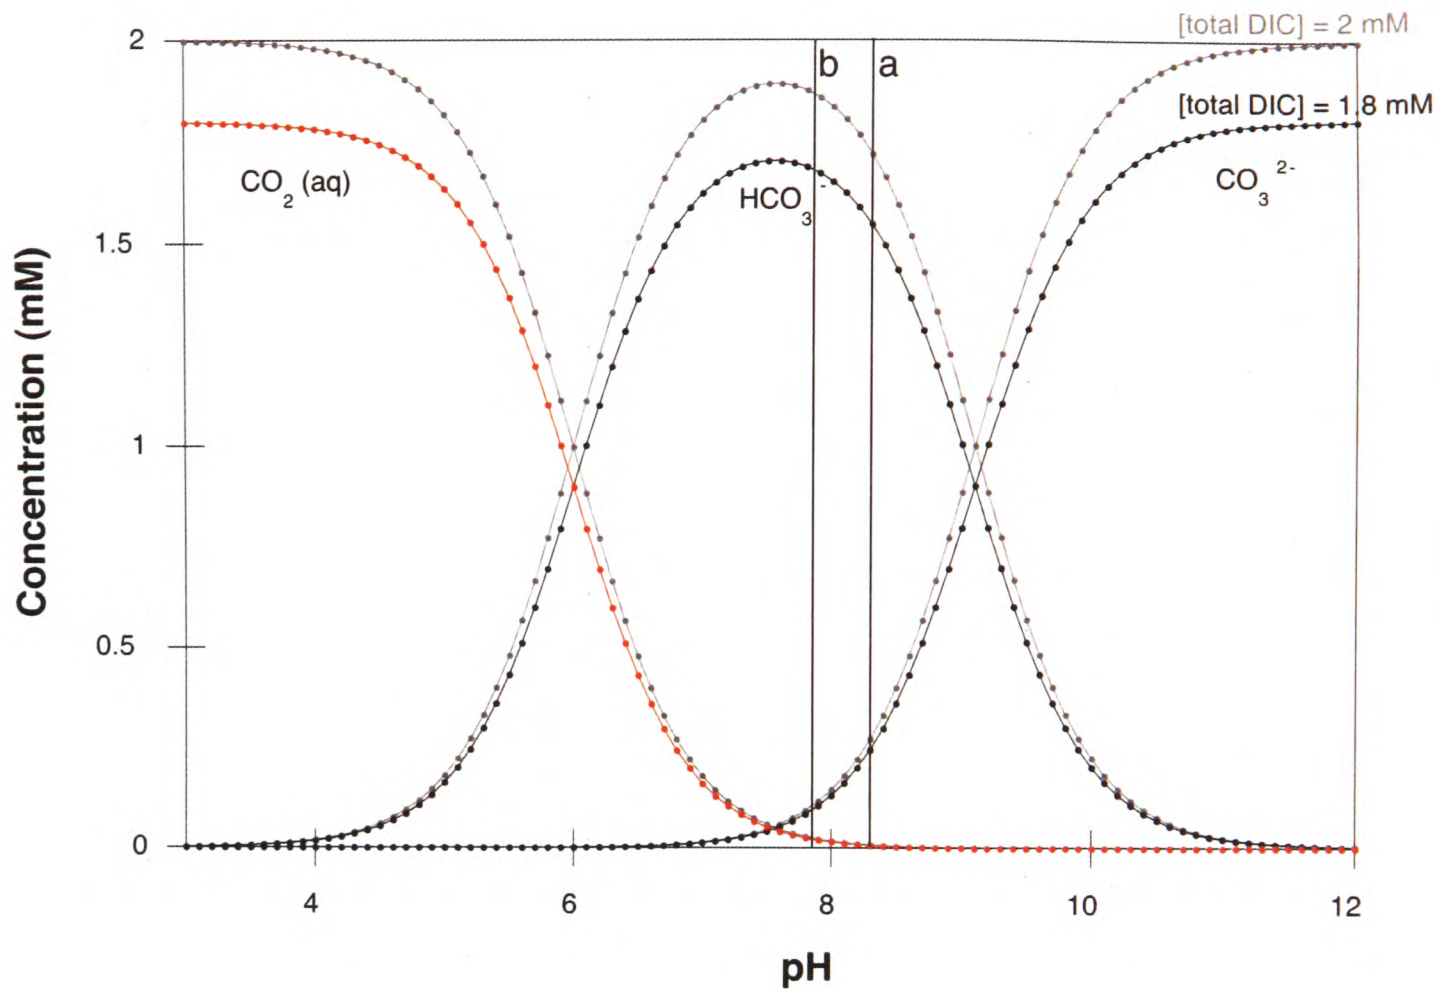 [total DIC] = 2 mM
2
b
a
[total DIC] = 1.8 mM
CO₂ (aq)
HCO₃⁻
CO₃²⁻
1.5
1
0.5
0
Concentration (mM)
4
6
8
10
12
pH